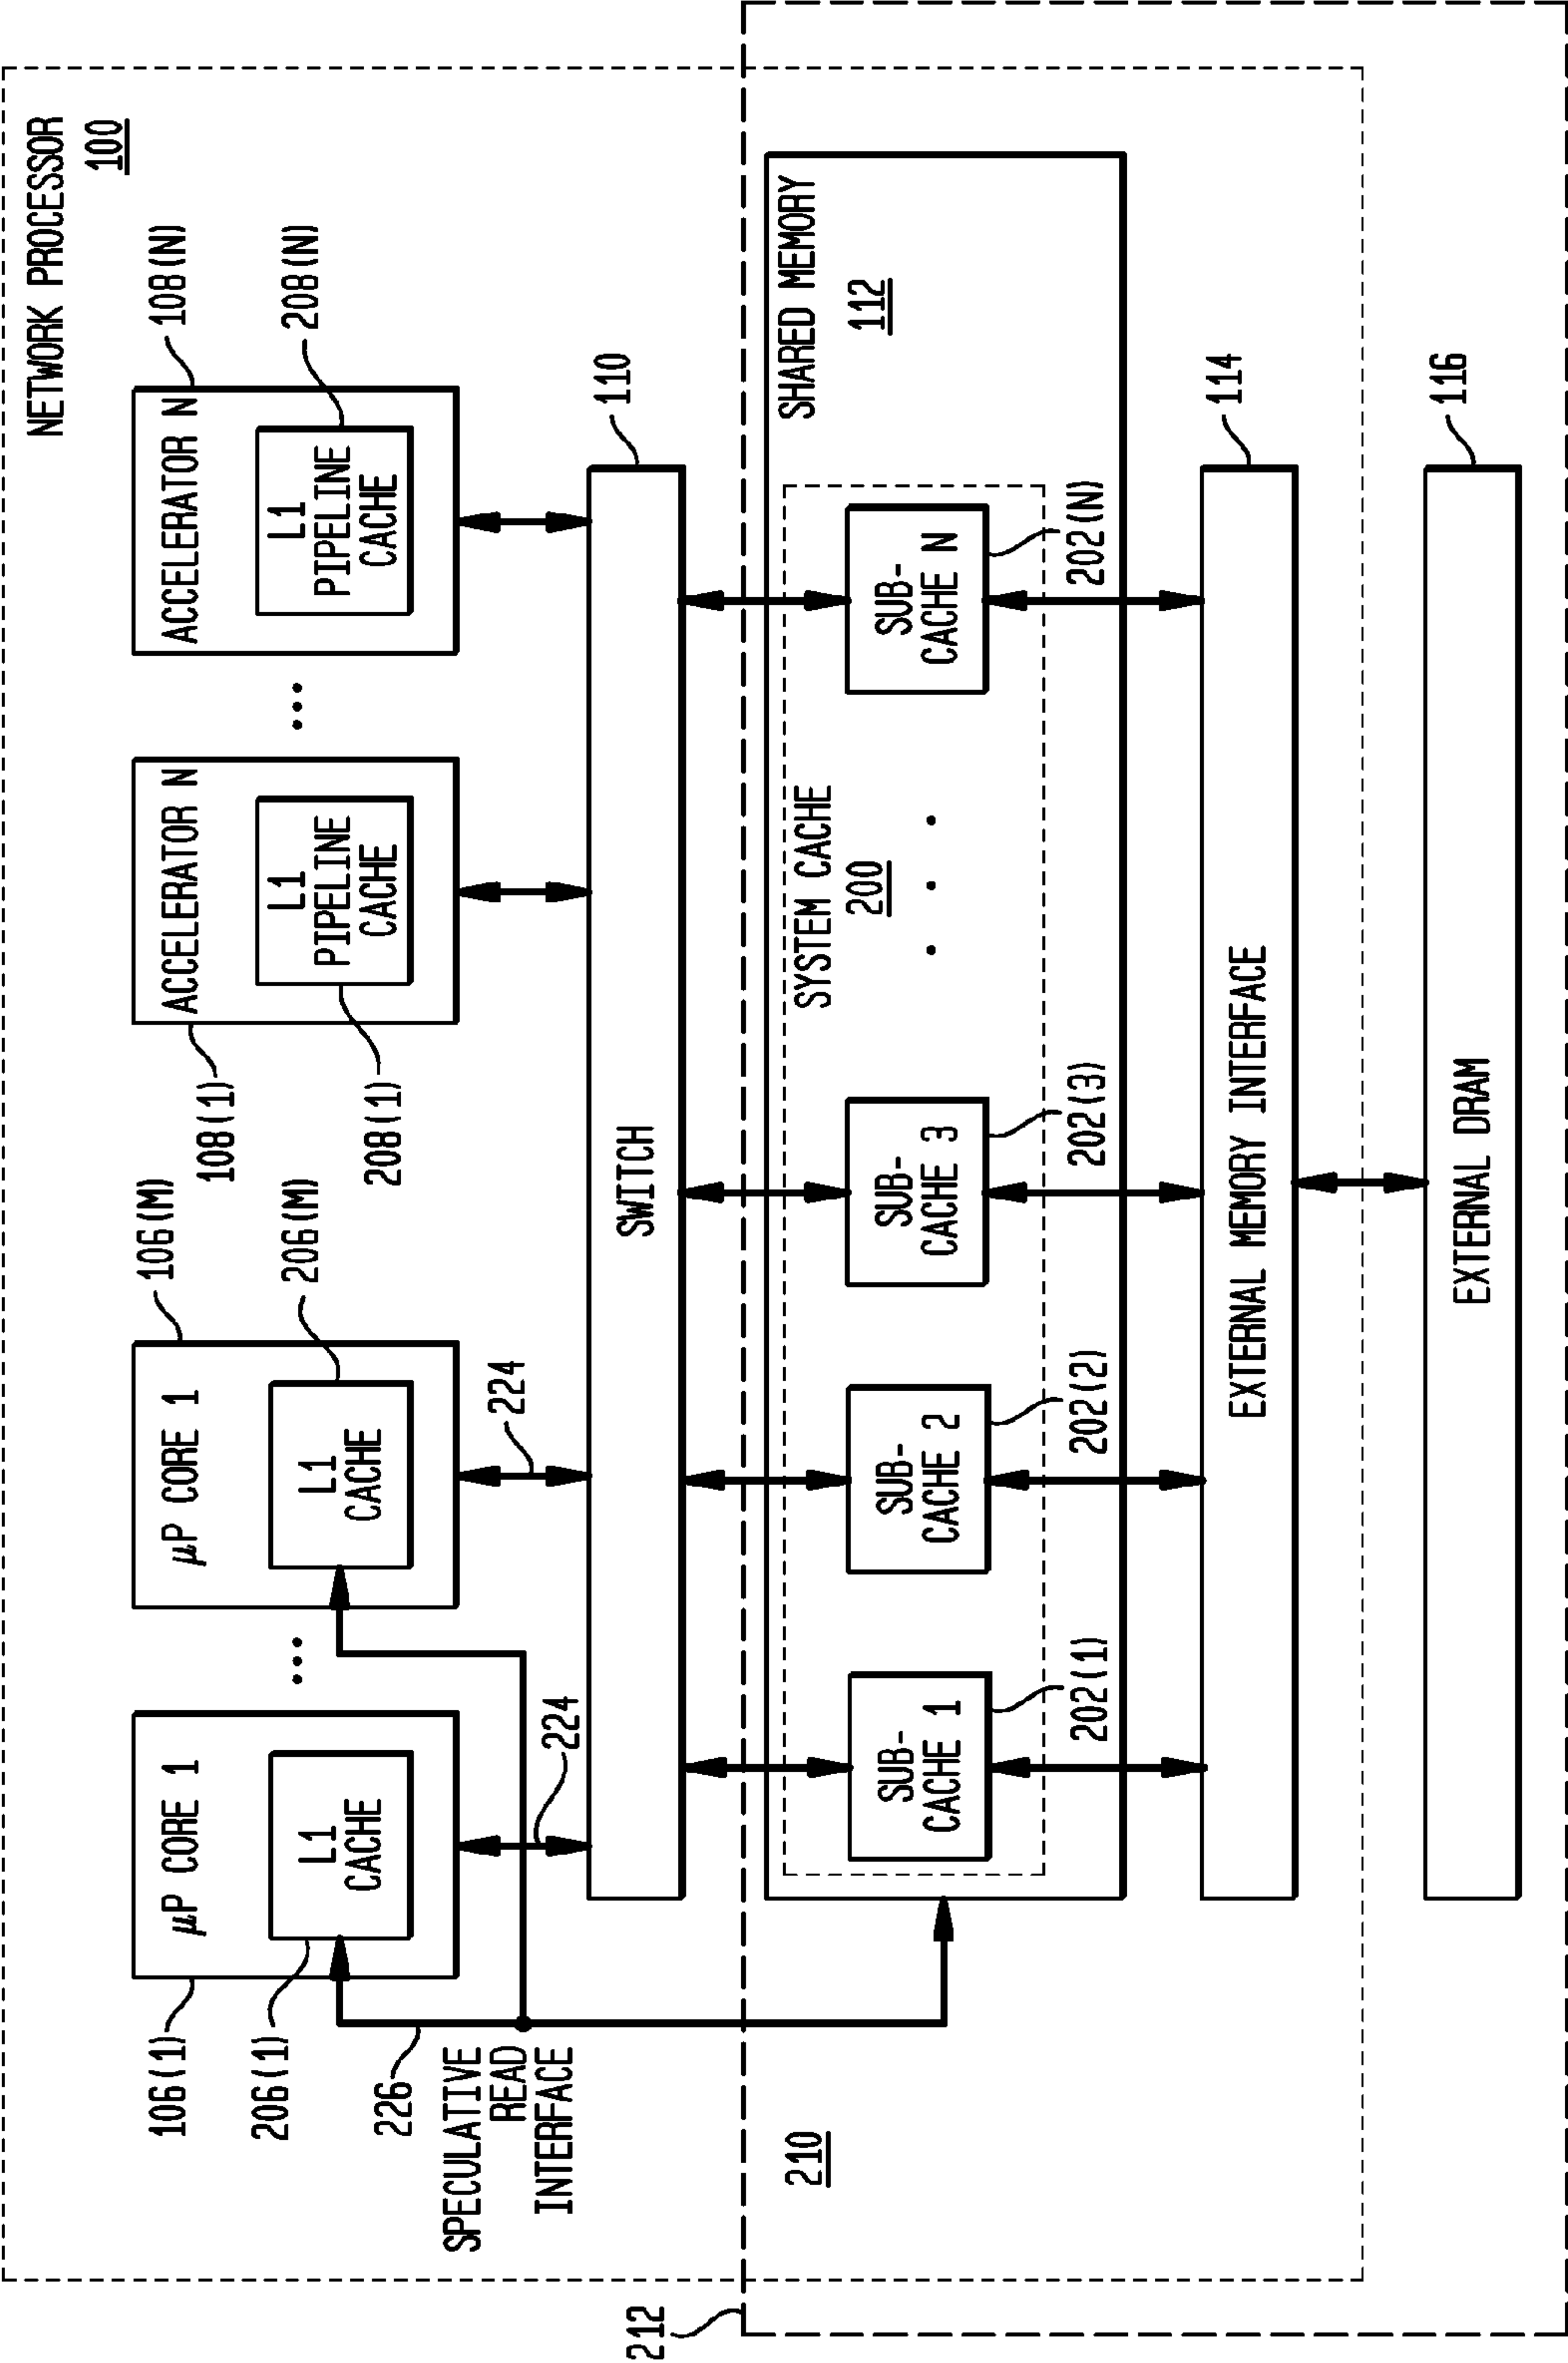 NETWORK PROCESSOR
100
106(1)
µP CORE 1
L1
CACHE
206(1)
106(M)
µP CORE 1
L1
CACHE
206(M)
108(1)
ACCELERATOR N
L1
PIPELINE
CACHE
208(1)
108(N)
ACCELERATOR N
L1
PIPELINE
CACHE
208(N)
226
SPECULATIVE
READ
INTERFACE
224
224
SWITCH
110
212
210
SHARED MEMORY
112
SYSTEM CACHE
200
SUB-
CACHE 1
SUB-
CACHE 2
SUB-
CACHE 3
SUB-
CACHE N
202(1)
202(2)
202(3)
202(N)
EXTERNAL MEMORY INTERFACE
114
EXTERNAL DRAM
116